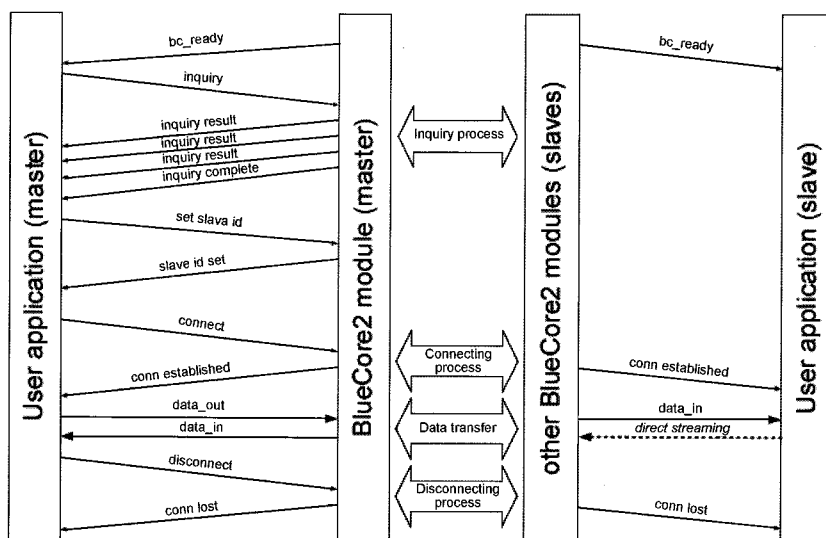 User application (master)
BlueCore2 module (master)
other BlueCore2 modules (slaves)
User application (slave)
bc_ready
inquiry
inquiry result
inquiry result
inquiry result
inquiry complete
set slava id
slave id set
connect
conn established
data_out
data_in
disconnect
conn lost
Inquiry process
Connecting
process
Data transfer
Disconnecting
process
bc_ready
conn established
data_in
direct streaming
conn lost